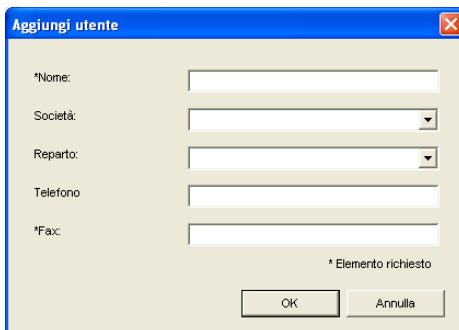 Aggiungi utente
*Nome:
Società:
Reparto:
Telefono
*Fax:
* Elemento richiesto
OK Annulla